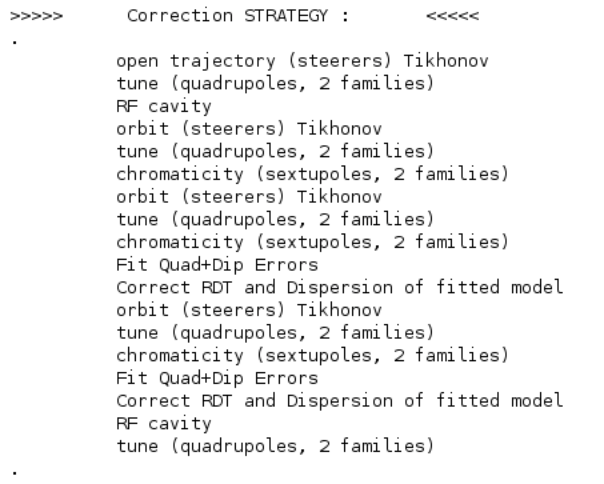 >>>>> Correction STRATEGY : <<<<<
.
open trajectory (steerers) Tikhonov
tune (quadrupoles, 2 families)
RF cavity
orbit (steerers) Tikhonov
tune (quadrupoles, 2 families)
chromaticity (sextupoles, 2 families)
orbit (steerers) Tikhonov
tune (quadrupoles, 2 families)
chromaticity (sextupoles, 2 families)
Fit Quad+Dip Errors
Correct RDT and Dispersion of fitted model
orbit (steerers) Tikhonov
tune (quadrupoles, 2 families)
chromaticity (sextupoles, 2 families)
Fit Quad+Dip Errors
Correct RDT and Dispersion of fitted model
RF cavity
tune (quadrupoles, 2 families)
.